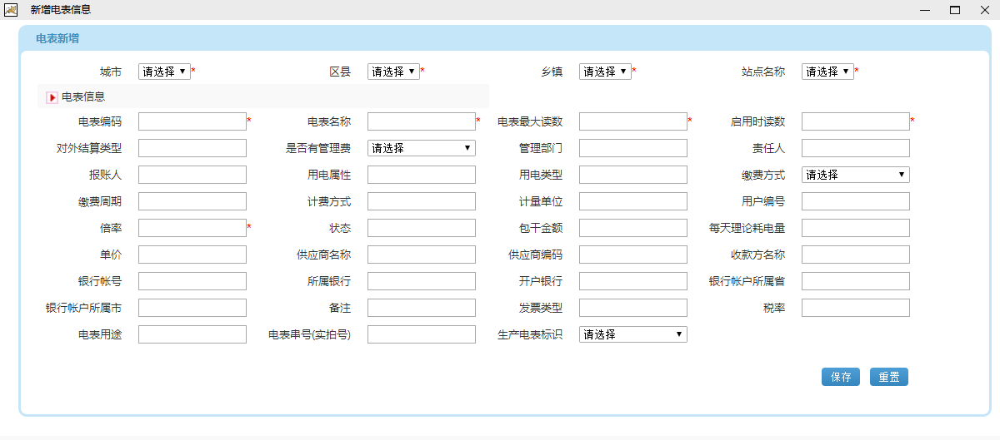 新增电表信息
电表新增
城市 请选择 * 区县 请选择 * 乡镇 请选择 * 站点名称 请选择 *
电表信息
电表编码 * 电表名称 * 电表最大读数 * 启用时读数 *
对外结算类型 是否有管理费 请选择 管理部门 责任人
报账人 用电属性 用电类型 缴费方式 请选择
缴费周期 计费方式 计量单位 用户编号
倍率 * 状态 包干金额 每天理论耗电量
单价 供应商名称 供应商编码 收款方名称
银行帐号 所属银行 开户银行 银行帐户所属省
银行帐户所属市 备注 发票类型 税率
电表用途 电表串号(实拍号) 生产电表标识 请选择
保存 重置